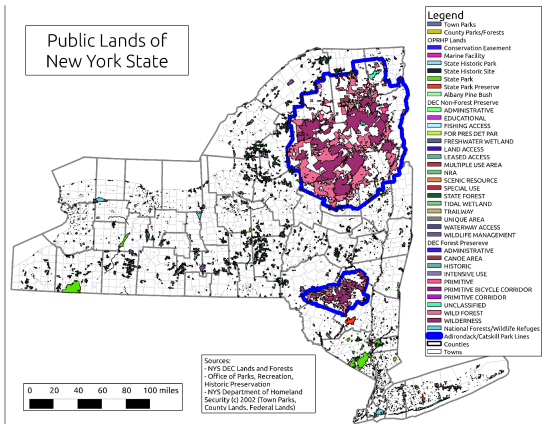 Public Lands of
New York State
Legend
Town Parks
County Parks/Forests
OPRHP Lands
Conservation Easement
Marine Facility
State Historic Park
State Historic Site
State Park
State Park Preserve
Albany Pine Bush
DEC Non-Forest Preserve
ADMINISTRATIVE
EDUCATIONAL
FISHING ACCESS
FOR PRES DET PAR
FRESHWATER WETLAND
LAND ACCESS
LEASED ACCESS
MULTIPLE USE AREA
NRA
SCENIC RESOURCE
SPECIAL USE
STATE FOREST
TIDAL WETLAND
TRAILWAY
UNIQUE AREA
WATERWAY ACCESS
WILDLIFE MANAGEMENT
DEC Forest Presereve
ADMINISTRATIVE
CANOE AREA
HISTORIC
INTENSIVE USE
PRIMITIVE
PRIMITIVE BICYCLE CORRIDOR
PRIMITIVE CORRIDOR
UNCLASSIFIED
WILD FOREST
WILDERNESS
National Forests/Wildlife Refuges
Adirondack/Catskill Park Lines
Counties
Towns
Sources:
- NYS DEC Lands and Forests
- Office of Parks, Recreation,
Historic Preservation
- NYS Department of Homeland
Security (c) 2002 (Town Parks,
County Lands, Federal Lands)
0 20 40 60 80 100 miles